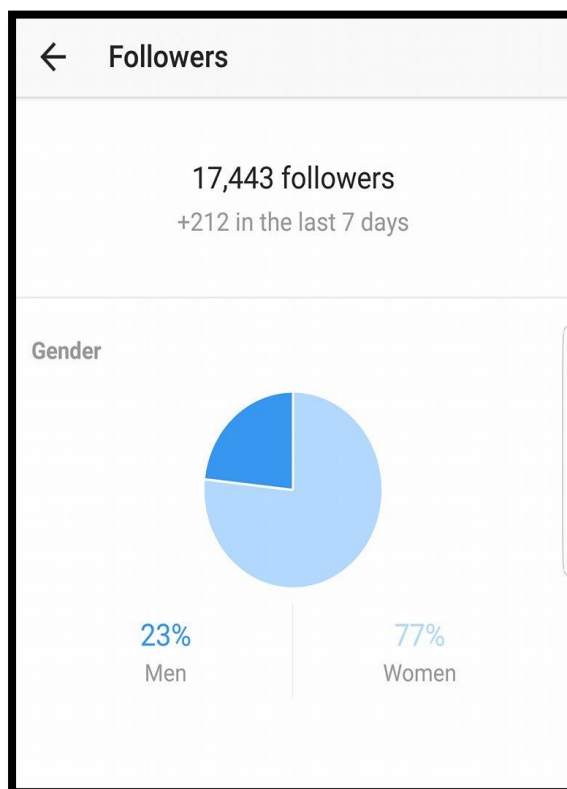 Followers
17,443 followers
+212 in the last 7 days
Gender
23%
Men
77%
Women